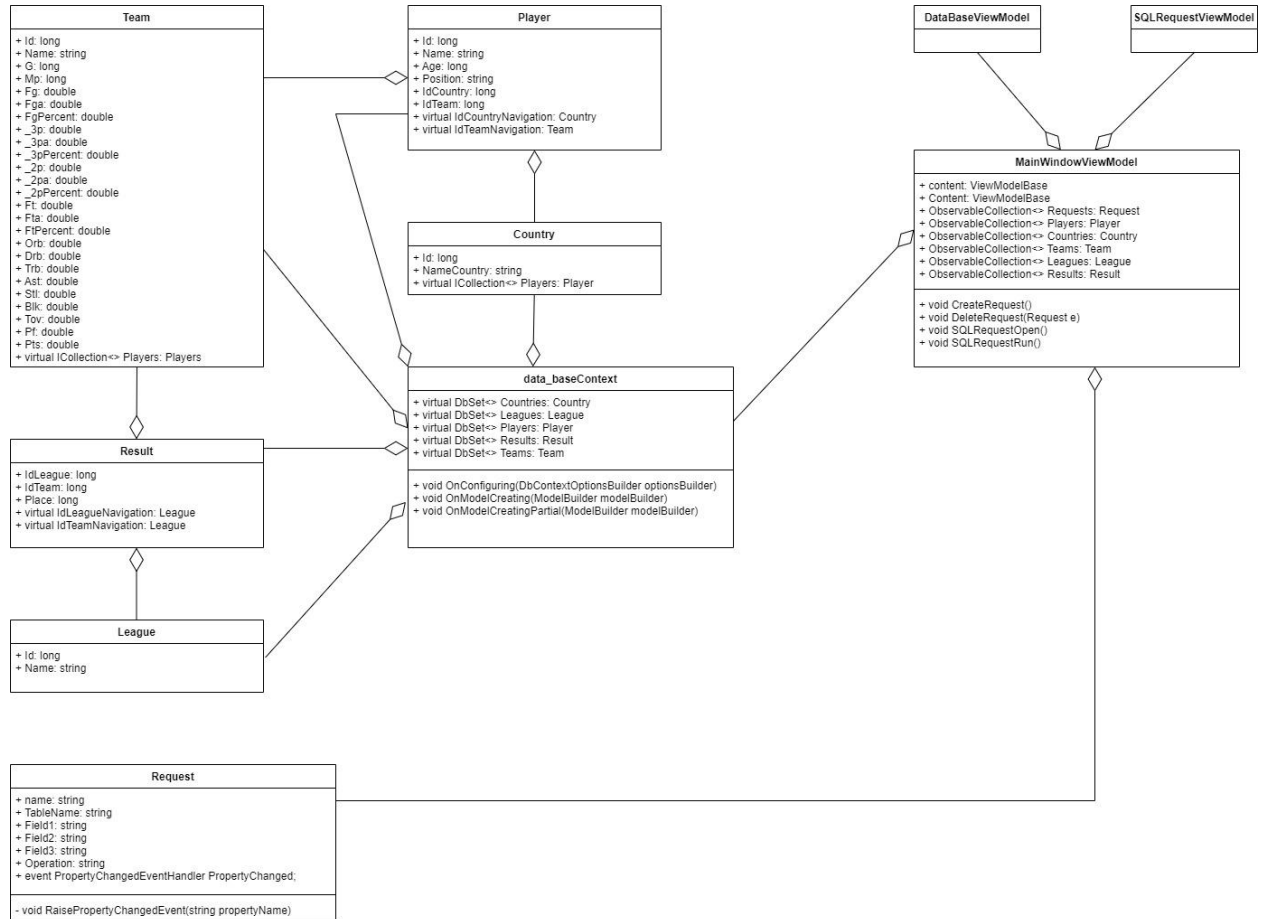 Team
+ Id: long
+ Name: string
+ G: long
+ Mp: long
+ Fg: double
+ Fga: double
+ FgPercent: double
+ _3p: double
+ _3pa: double
+ _3pPercent: double
+ _2p: double
+ _2pa: double
+ _2pPercent: double
+ Ft: double
+ Fta: double
+ FtPercent: double
+ Orb: double
+ Drb: double
+ Trb: double
+ Ast: double
+ Stl: double
+ Blk: double
+ Tov: double
+ Pf: double
+ Pts: double
+ virtual ICollection<> Players: Players
Player
+ Id: long
+ Name: string
+ Age: long
+ Position: string
+ IdCountry: long
+ IdTeam: long
+ virtual IdCountryNavigation: Country
+ virtual IdTeamNavigation: Team
DataBaseViewModel
SQLRequestViewModel
MainWindowViewModel
+ content: ViewModelBase
+ Content: ViewModelBase
+ ObservableCollection<> Requests: Request
+ ObservableCollection<> Players: Player
+ ObservableCollection<> Countries: Country
+ ObservableCollection<> Teams: Team
+ ObservableCollection<> Leagues: League
+ ObservableCollection<> Results: Result
+ void CreateRequest()
+ void DeleteRequest(Request e)
+ void SQLRequestOpen()
+ void SQLRequestRun()
Country
+ Id: long
+ NameCountry: string
+ virtual ICollection<> Players: Player
data_baseContext
+ virtual DbSet<> Countries: Country
+ virtual DbSet<> Leagues: League
+ virtual DbSet<> Players: Player
+ virtual DbSet<> Results: Result
+ virtual DbSet<> Teams: Team
+ void OnConfiguring(DbContextOptionsBuilder optionsBuilder)
+ void OnModelCreating(ModelBuilder modelBuilder)
+ void OnModelCreatingPartial(ModelBuilder modelBuilder)
Result
+ IdLeague: long
+ IdTeam: long
+ Place: long
+ virtual IdLeagueNavigation: League
+ virtual IdTeamNavigation: League
League
+ Id: long
+ Name: string
Request
+ name: string
+ TableName: string
+ Field1: string
+ Field2: string
+ Field3: string
+ Operation: string
+ event PropertyChangedEventHandler PropertyChanged;
- void RaisePropertyChangedEvent(string propertyName)